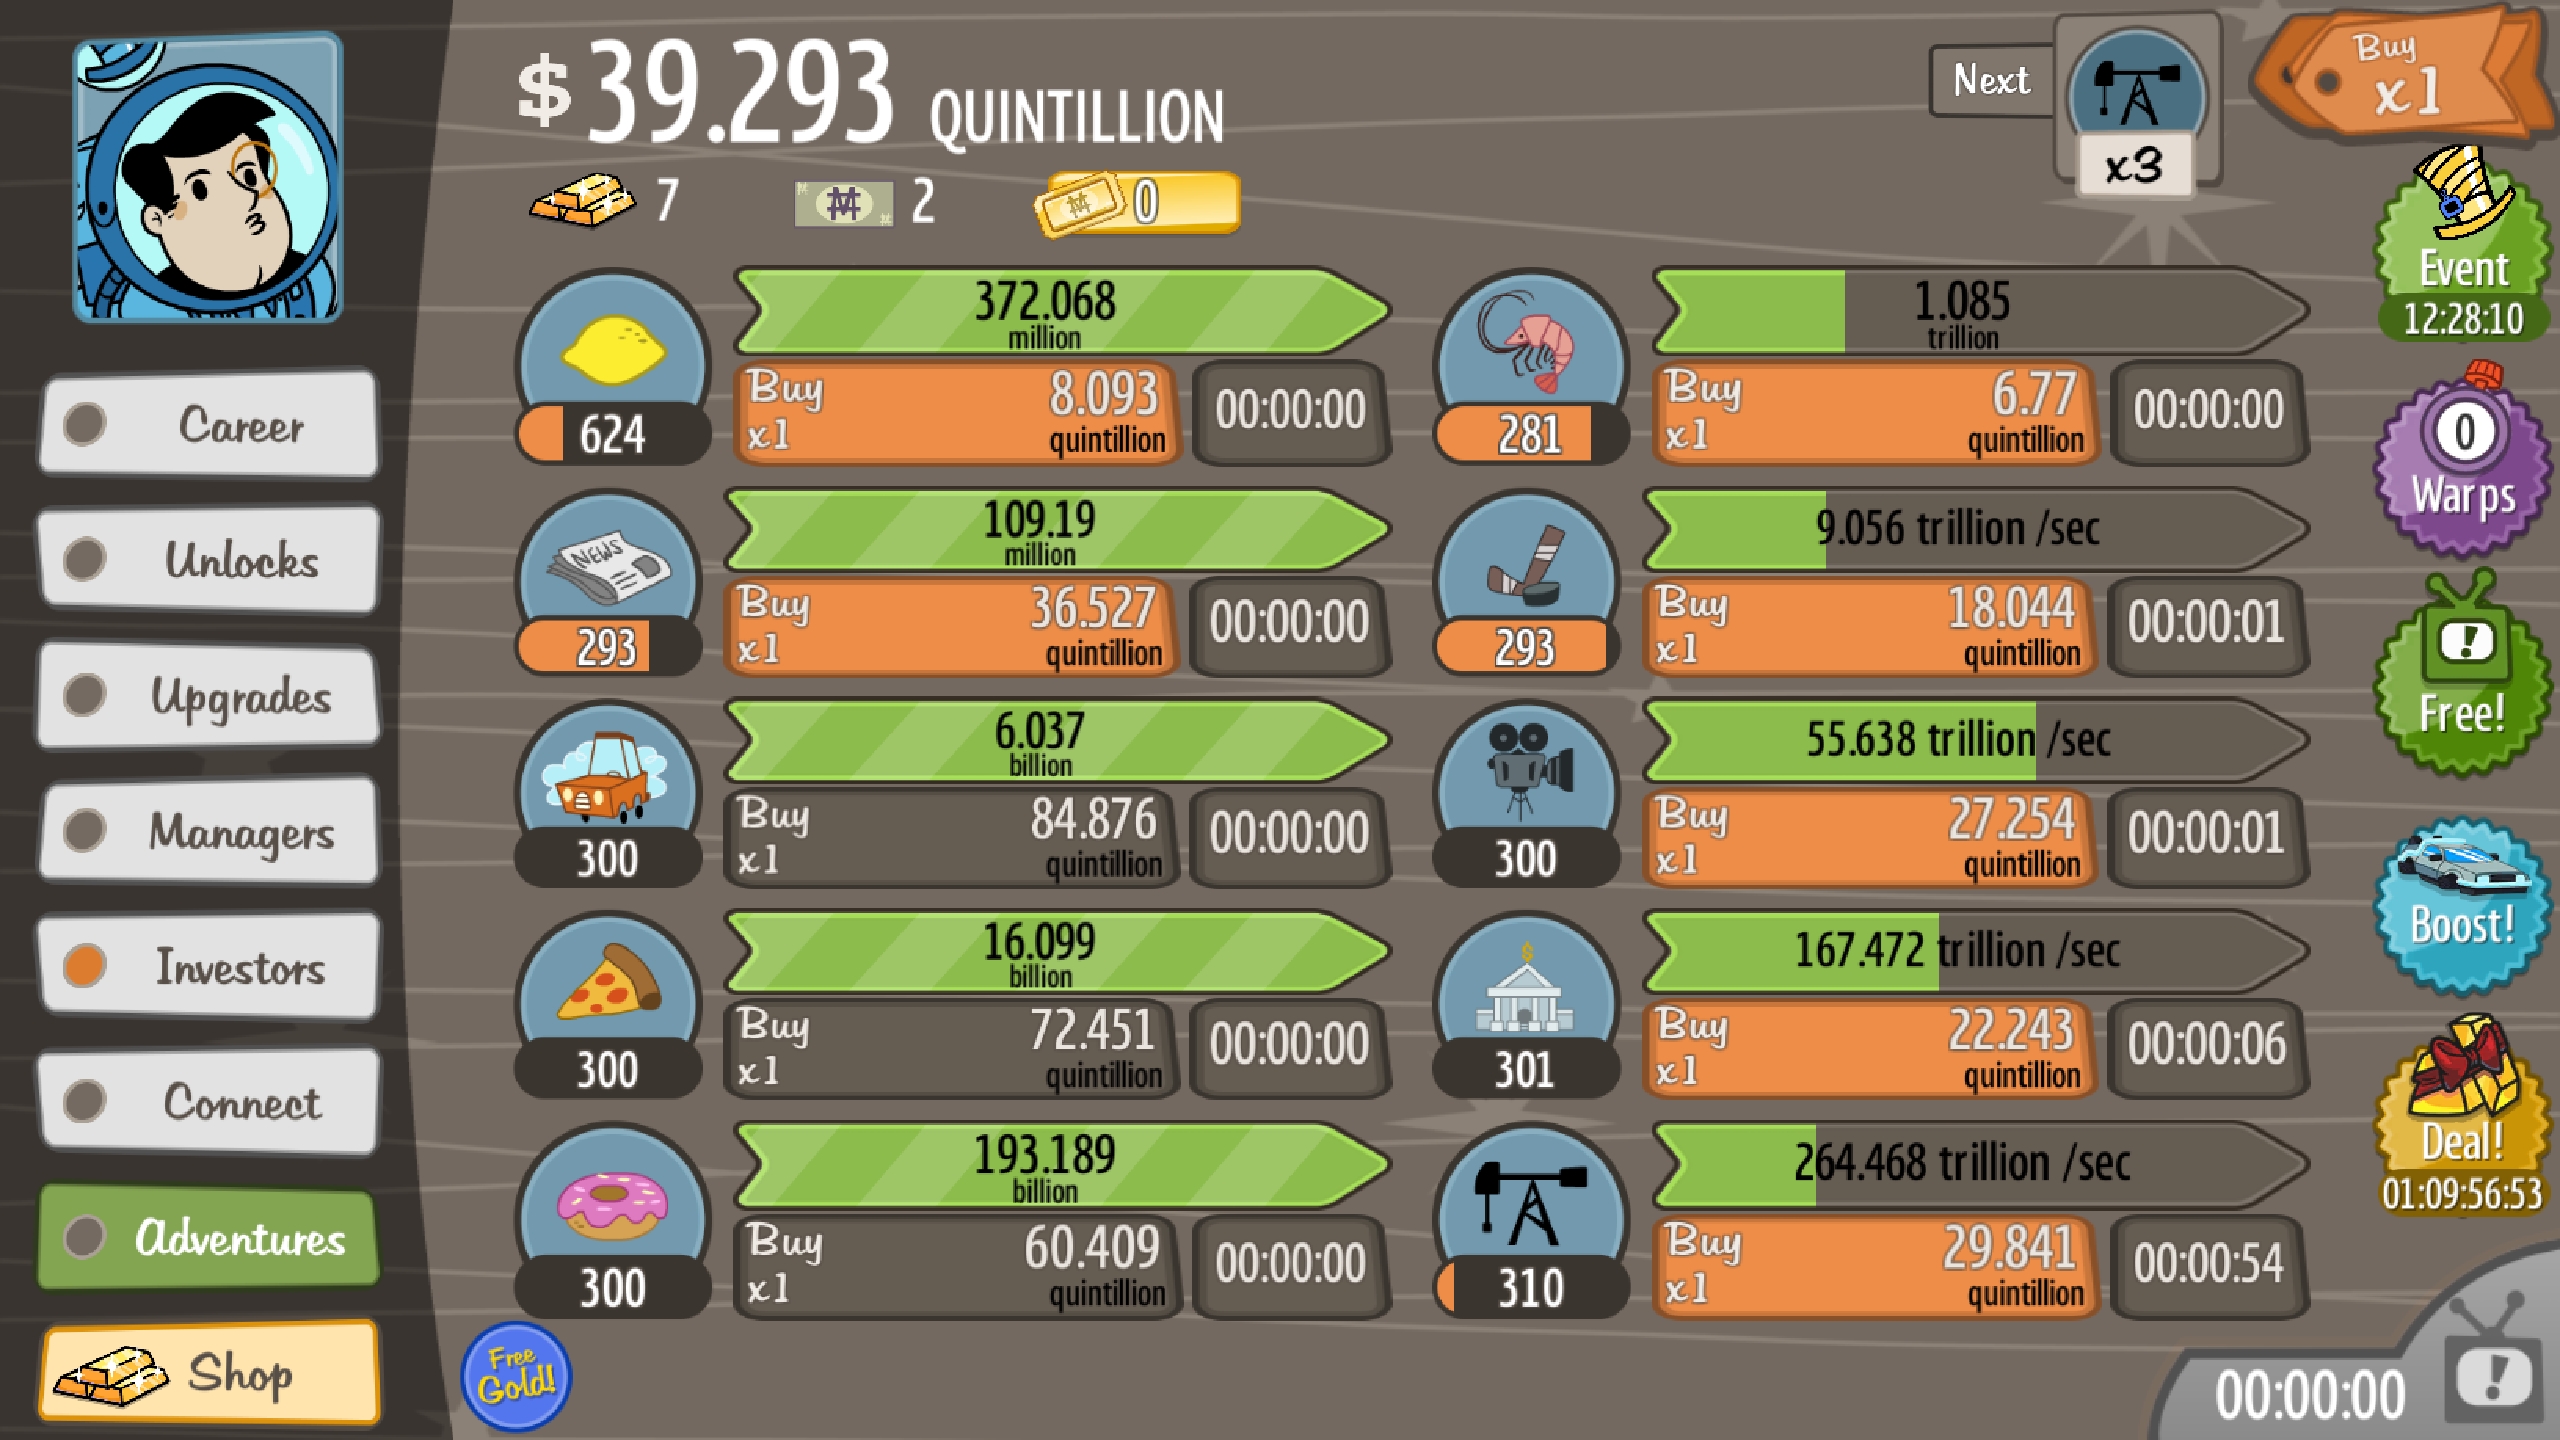 $39.293 QUINTILLION
Next
x3
Buy
x1
7
2
0
Event
12:28:10
0
Warps
!
Free!
Boost!
Deal!
01:09:56:53
Career
Unlocks
Upgrades
Managers
Investors
Connect
Adventures
Shop
372.068
million
624
Buy
x1
8.093
quintillion
00:00:00
NEWS
109.19
million
293
Buy
x1
36.527
quintillion
00:00:00
6.037
billion
300
Buy
x1
84.876
quintillion
00:00:00
16.099
billion
300
Buy
x1
72.451
quintillion
00:00:00
193.189
billion
300
Buy
x1
60.409
quintillion
00:00:00
1.085
trillion
281
Buy
x1
6.77
quintillion
00:00:00
9.056 trillion /sec
293
Buy
x1
18.044
quintillion
00:00:01
55.638 trillion /sec
300
Buy
x1
27.254
quintillion
00:00:01
167.472 trillion /sec
301
Buy
x1
22.243
quintillion
00:00:06
264.468 trillion /sec
310
Buy
x1
29.841
quintillion
00:00:54
Free
Gold!
00:00:00
!